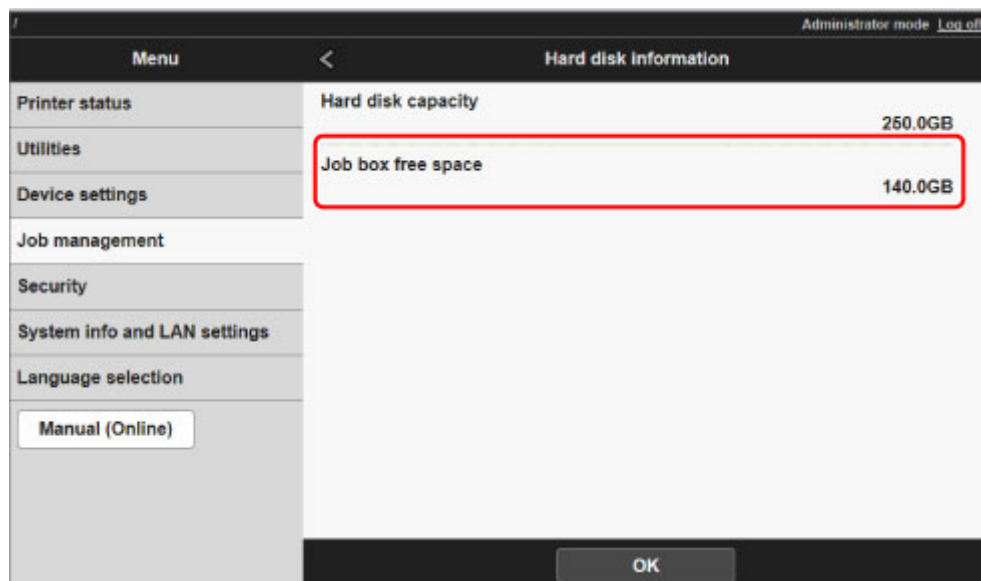 Administrator mode Log off
Menu
< Hard disk information
Printer status
Utilities
Device settings
Job management
Security
System info and LAN settings
Language selection
Manual (Online)
Hard disk capacity
250.0GB
Job box free space
140.0GB
OK